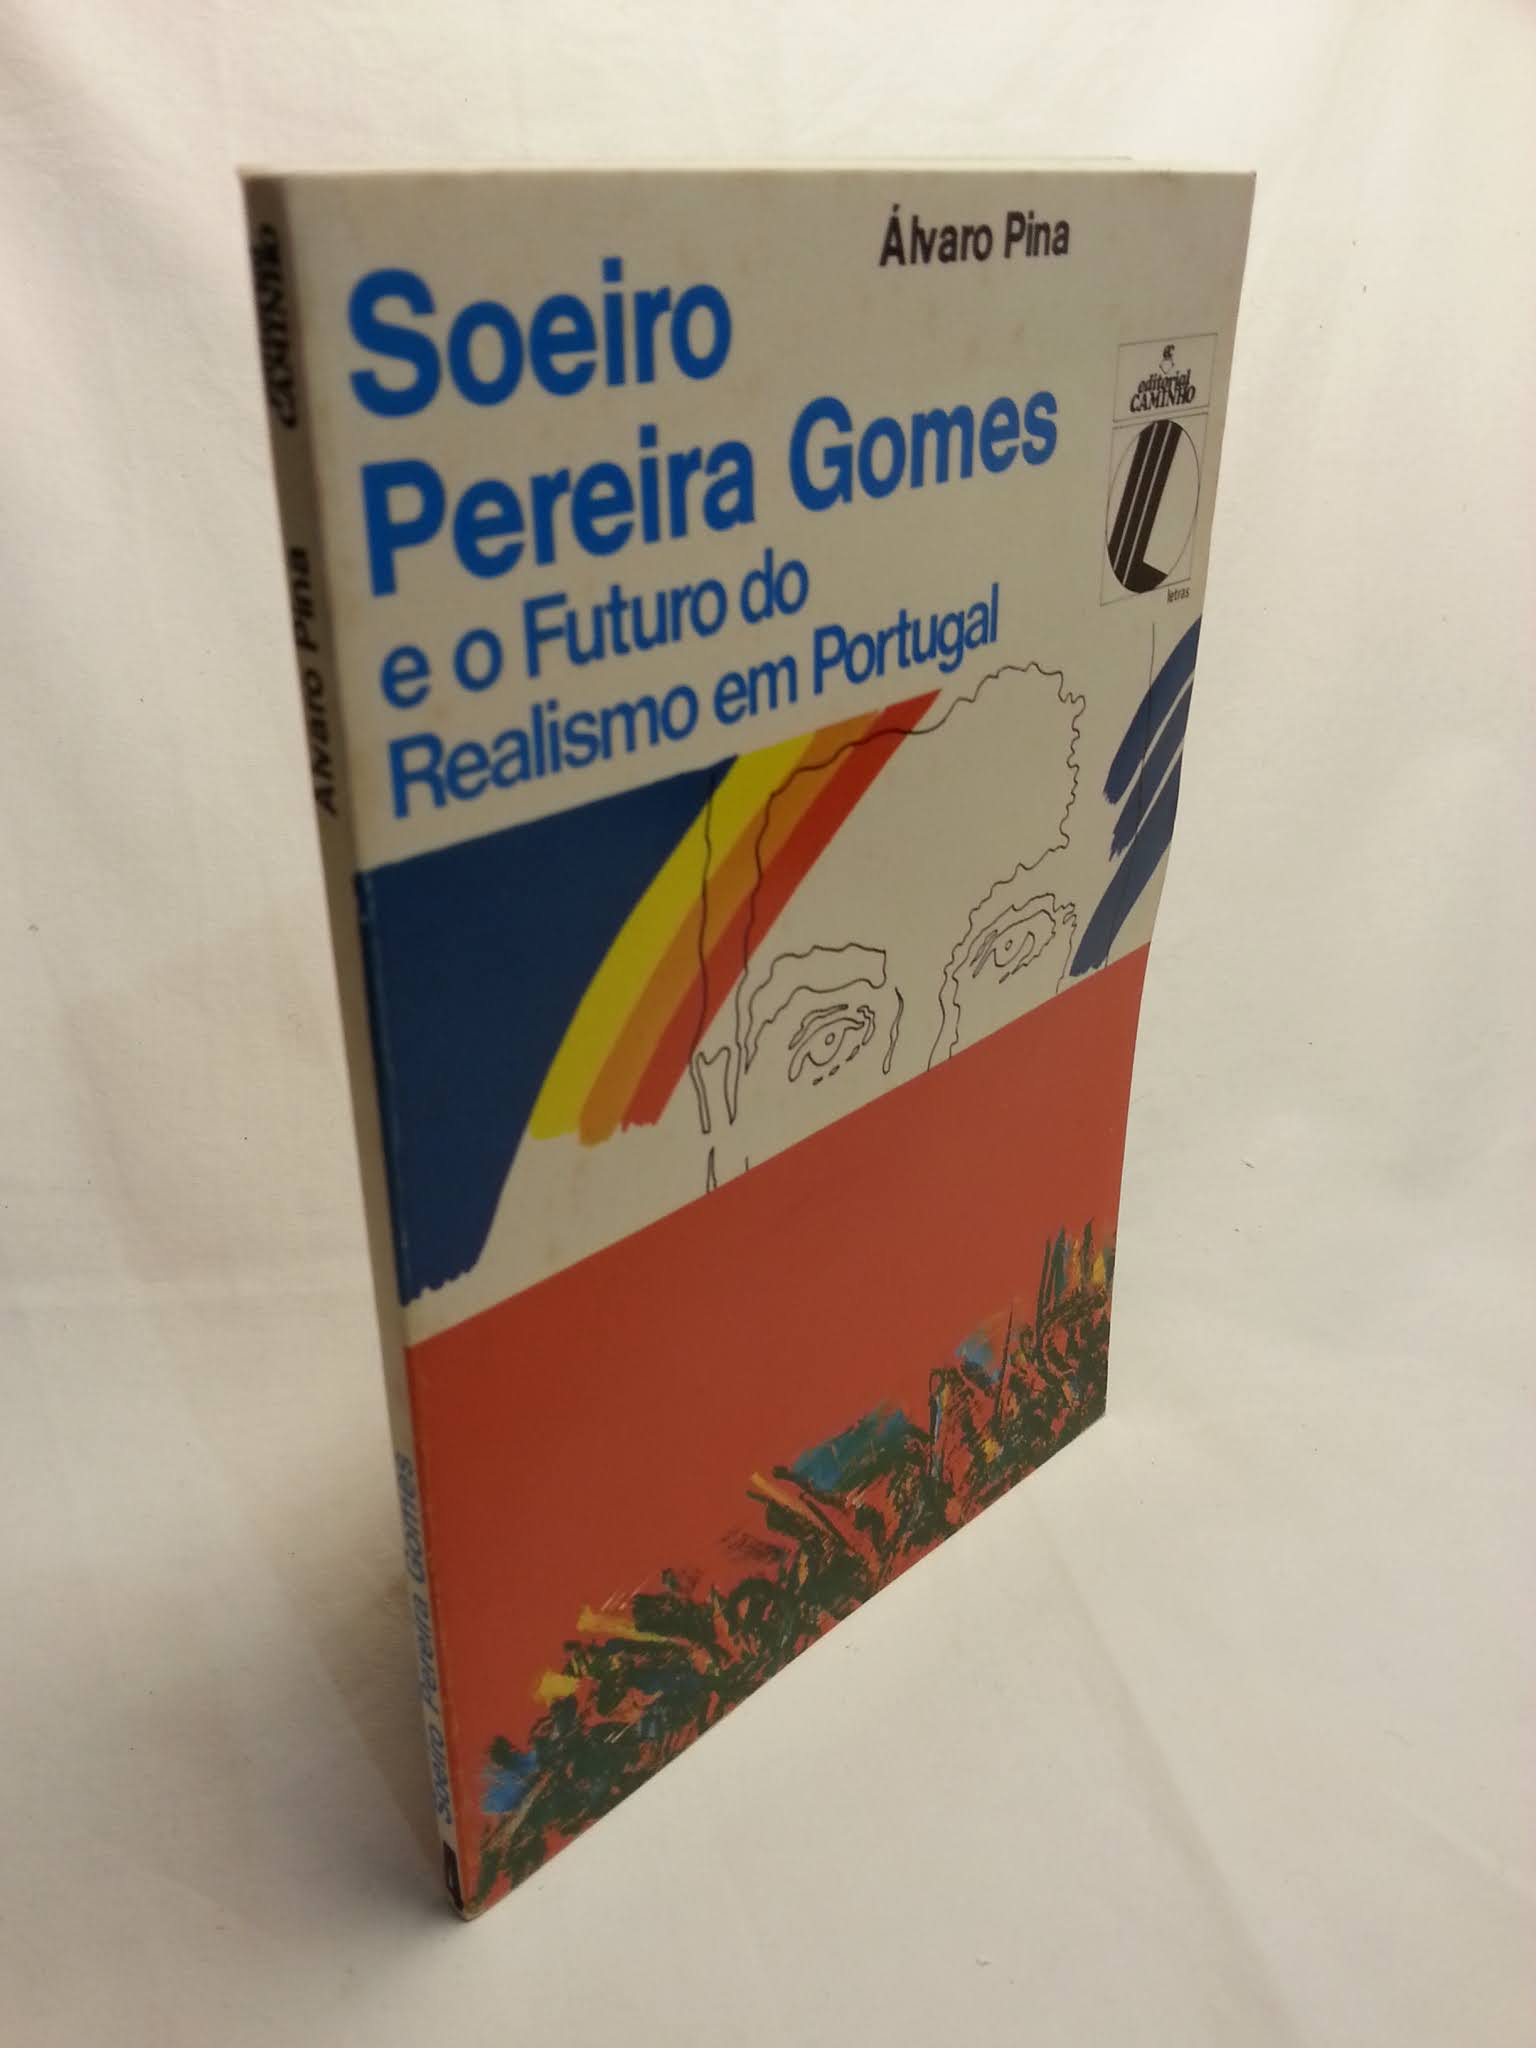 Álvaro Pina
Soeiro
Pereira Gomes
e o Futuro do
Realismo em Portugal
editorial
CAMINHO
letras
CAMINHO
Álvaro Pina
Soeiro Pereira Gomes